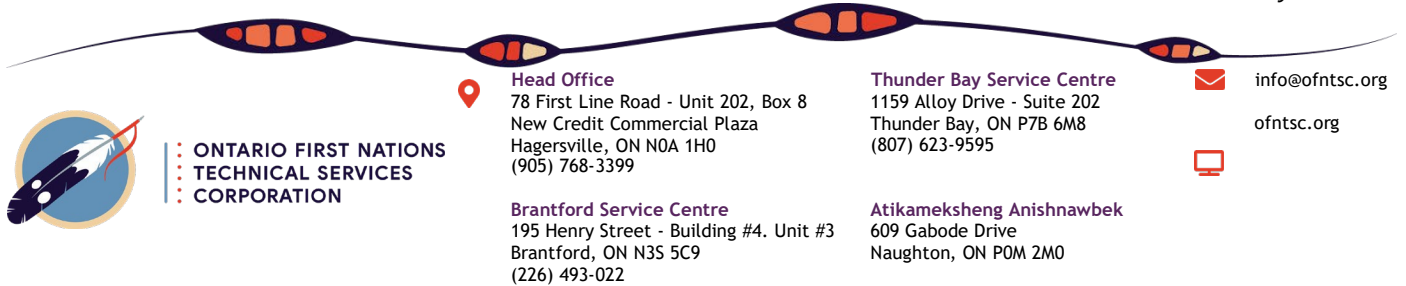 ONTARIO FIRST NATIONS
TECHNICAL SERVICES
CORPORATION
Head Office
78 First Line Road - Unit 202, Box 8
New Credit Commercial Plaza
Hagersville, ON N0A 1H0
(905) 768-3399
Brantford Service Centre
195 Henry Street - Building #4. Unit #3
Brantford, ON N3S 5C9
(226) 493-022
Thunder Bay Service Centre
1159 Alloy Drive - Suite 202
Thunder Bay, ON P7B 6M8
(807) 623-9595
Atikameksheng Anishnawbek
609 Gabode Drive
Naughton, ON P0M 2M0
info@ofntsc.org
ofntsc.org